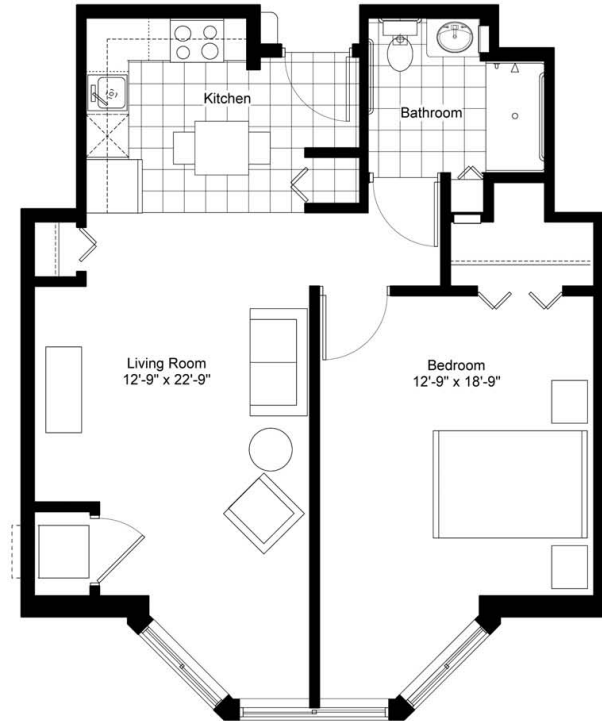 Kitchen
Bathroom
Living Room
12'-9" x 22'-9"
Bedroom
12'-9" x 18'-9"